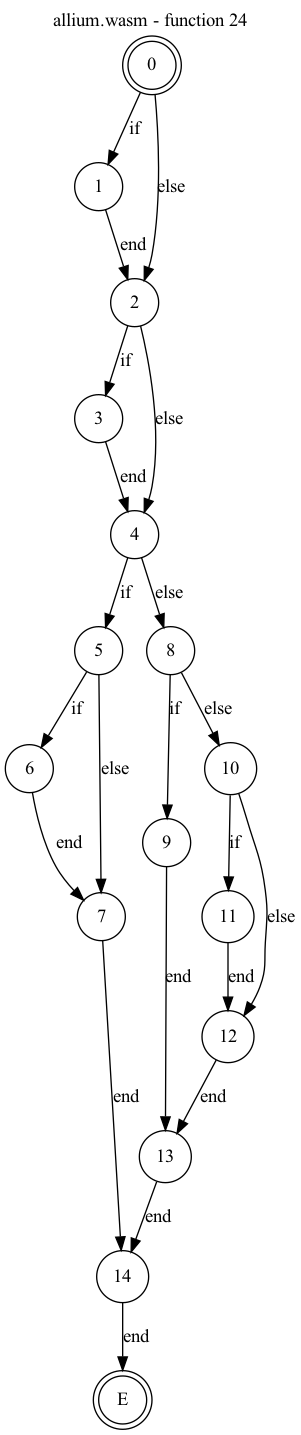 allium.wasm - function 24
0
if
1
else
end
2
if
3
else
end
4
if
else
5
8
if
if
else
6
else
10
end
9
if
7
11
else
end
end
12
end
end
13
end
14
end
E